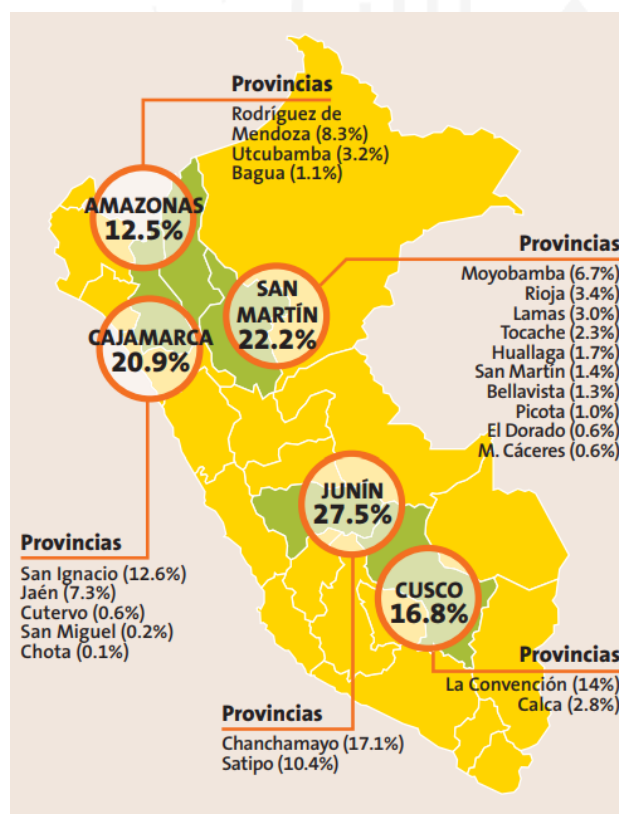 Provincias
Rodríguez de
Mendoza (8.3%)
Utcubamba (3.2%)
Bagua (1.1%)
AMAZONAS
12.5%
Provincias
Moyobamba (6.7%)
Rioja (3.4%)
Lamas (3.0%)
Tocache (2.3%)
Huallaga (1.7%)
San Martín (1.4%)
Bellavista (1.3%)
Picota (1.0%)
El Dorado (0.6%)
M. Cáceres (0.6%)
SAN
MARTÍN
22.2%
CAJAMARCA
20.9%
JUNÍN
27.5%
Provincias
San Ignacio (12.6%)
Jaén (7.3%)
Cutervo (0.6%)
San Miguel (0.2%)
Chota (0.1%)
CUSCO
16.8%
Provincias
La Convención (14%)
Calca (2.8%)
Provincias
Chanchamayo (17.1%)
Satipo (10.4%)